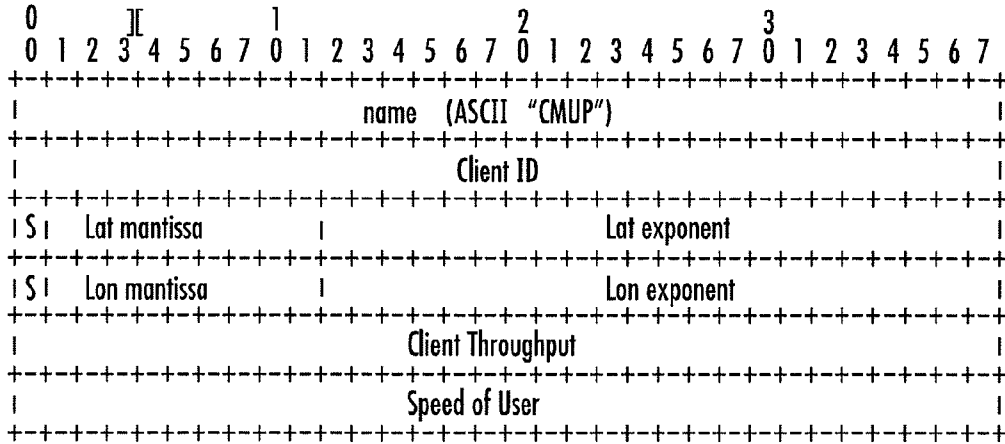 0 ][ 1 2 3
0 1 2 3 4 5 6 7 0 1 2 3 4 5 6 7 0 1 2 3 4 5 6 7 0 1 2 3 4 5 6 7
+-+-+-+-+-+-+-+-+-+-+-+-+-+-+-+-+-+-+-+-+-+-+-+-+-+-+-+-+-+-+-+-+
| name (ASCII "CMUP") |
+-+-+-+-+-+-+-+-+-+-+-+-+-+-+-+-+-+-+-+-+-+-+-+-+-+-+-+-+-+-+-+-+
| Client ID |
+-+-+-+-+-+-+-+-+-+-+-+-+-+-+-+-+-+-+-+-+-+-+-+-+-+-+-+-+-+-+-+-+
| S | Lat mantissa | Lat exponent |
+-+-+-+-+-+-+-+-+-+-+-+-+-+-+-+-+-+-+-+-+-+-+-+-+-+-+-+-+-+-+-+-+
| S | Lon mantissa | Lon exponent |
+-+-+-+-+-+-+-+-+-+-+-+-+-+-+-+-+-+-+-+-+-+-+-+-+-+-+-+-+-+-+-+-+
| Client Throughput |
+-+-+-+-+-+-+-+-+-+-+-+-+-+-+-+-+-+-+-+-+-+-+-+-+-+-+-+-+-+-+-+-+
| Speed of User |
+-+-+-+-+-+-+-+-+-+-+-+-+-+-+-+-+-+-+-+-+-+-+-+-+-+-+-+-+-+-+-+-+